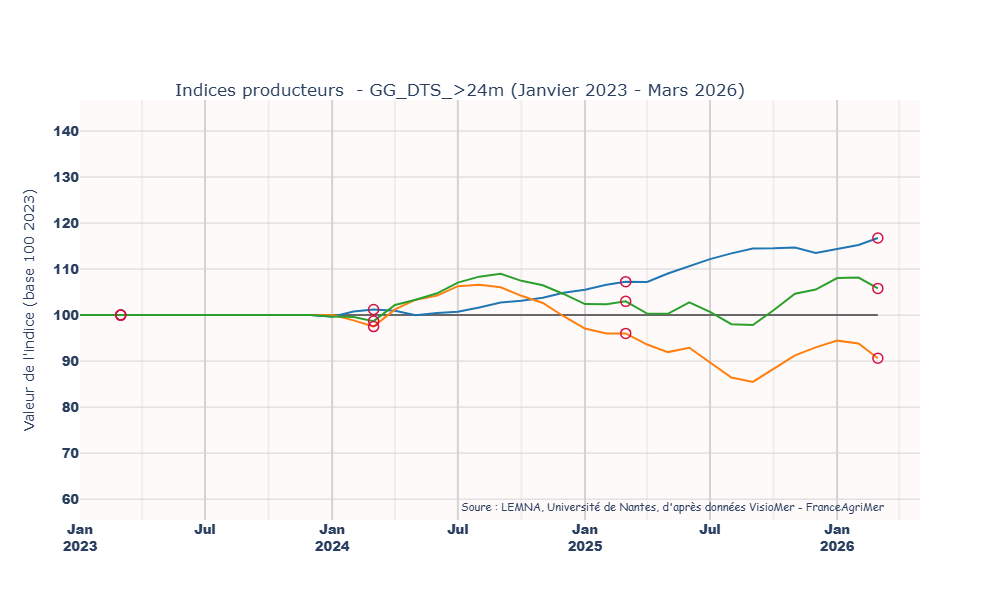 Indices producteurs  - GG_DTS_>24m (Janvier 2023 - Mars 2026)
Valeur de l'indice (base 100 2023)
140
130
120
110
100
90
80
70
60
Soure : LEMNA, Université de Nantes, d'après données VisioMer - FranceAgriMer
Jan Jul Jan Jul Jan Jul Jan
2023 2024 2025 2026